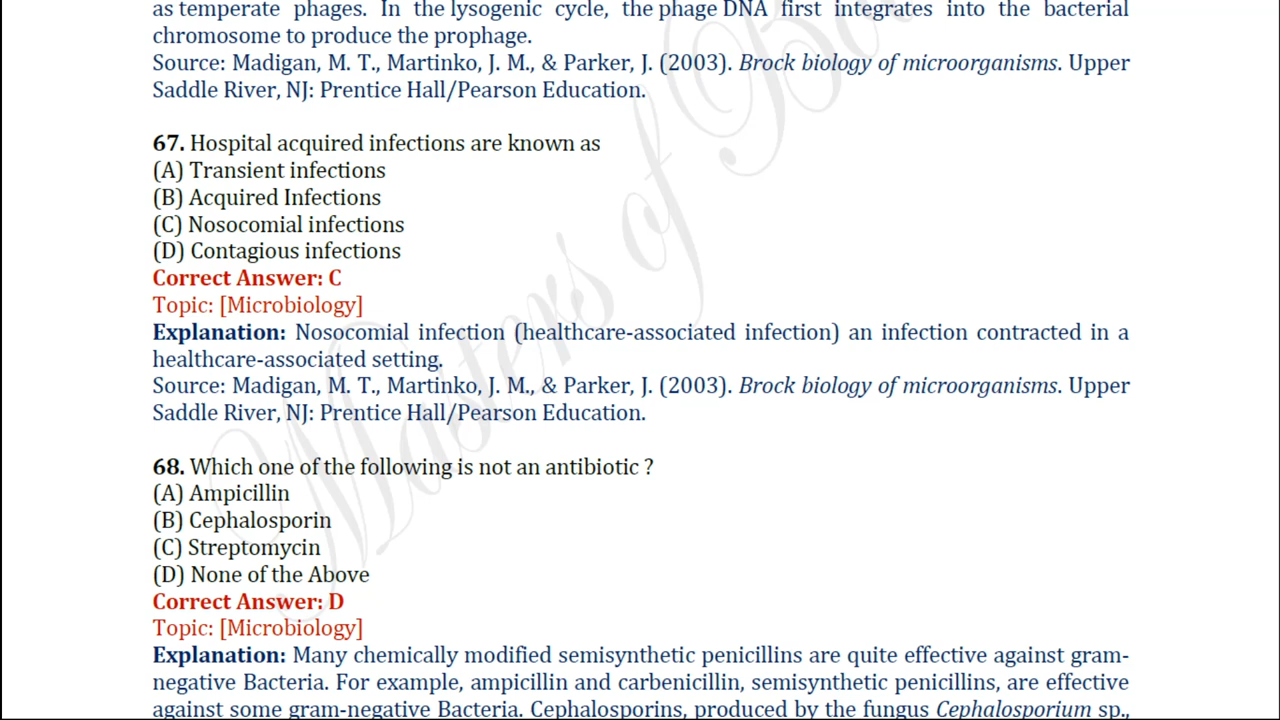 as temperate phages. In the lysogenic cycle, the phage DNA first integrates into the bacterial
chromosome to produce the prophage.
Source: Madigan, M. T., Martinko, J. M., & Parker, J. (2003). Brock biology of microorganisms. Upper
Saddle River, NJ: Prentice Hall/Pearson Education.
67. Hospital acquired infections are known as
(A) Transient infections
(B) Acquired Infections
(C) Nosocomial infections
(D) Contagious infections
Correct Answer: C
Topic: [Microbiology]
Explanation: Nosocomial infection (healthcare-associated infection) an infection contracted in a
healthcare-associated setting.
Source: Madigan, M. T., Martinko, J. M., & Parker, J. (2003). Brock biology of microorganisms. Upper
Saddle River, NJ: Prentice Hall/Pearson Education.
68. Which one of the following is not an antibiotic ?
(A) Ampicillin
(B) Cephalosporin
(C) Streptomycin
(D) None of the Above
Correct Answer: D
Topic: [Microbiology]
Explanation: Many chemically modified semisynthetic penicillins are quite effective against gram-
negative Bacteria. For example, ampicillin and carbenicillin, semisynthetic penicillins, are effective
against some gram-negative Bacteria. Cephalosporins, produced by the fungus Cephalosporium sp.,
Masters of